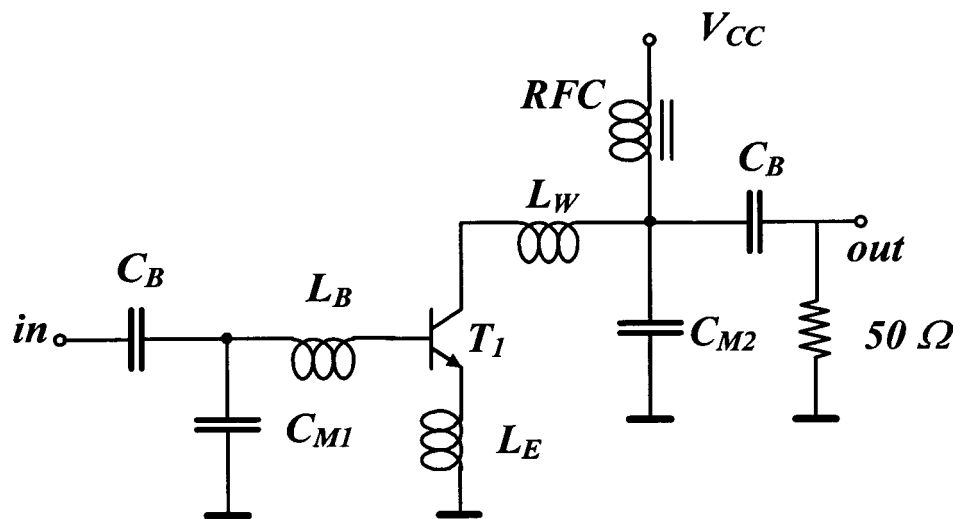 V_CC
RFC
C_B
L_W
out
C_B
L_B
in
T_1
C_M2
50 Ω
C_M1
L_E